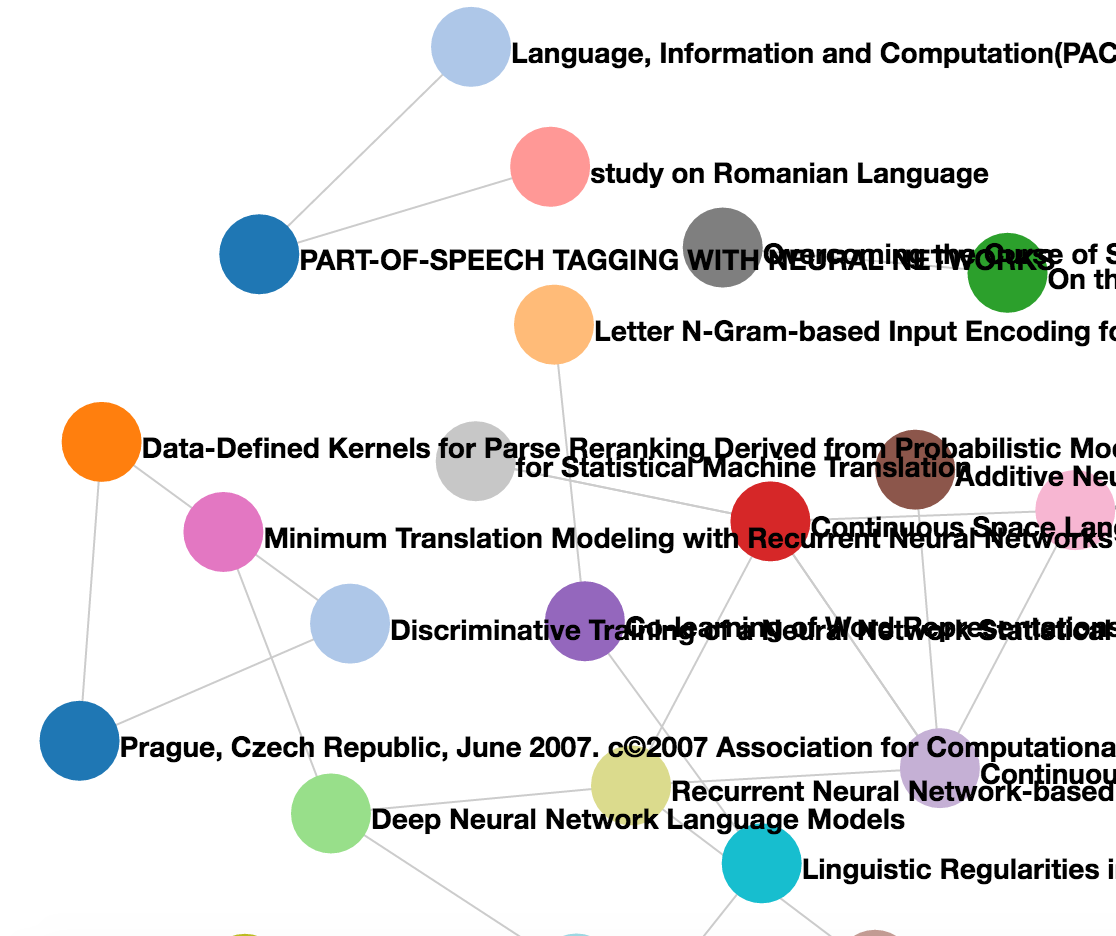 Language, Information and Computation(PAC
study on Romanian Language
Overcoming the Curse of S
PART-OF-SPEECH TAGGING WITH NEURAL NETWORKS
On th
Letter N-Gram-based Input Encoding fo
Data-Defined Kernels for Parse Reranking Derived from Probabilistic Mod
for Statistical Machine Translation
Additive Neu
Continuous Space Lang
Minimum Translation Modeling with Recurrent Neural Networks
Co-learning of Word Representations
Discriminative Training of a Neural Network Statistical
Prague, Czech Republic, June 2007. c©2007 Association for Computationa
Continuou
Recurrent Neural Network-based
Deep Neural Network Language Models
Linguistic Regularities i